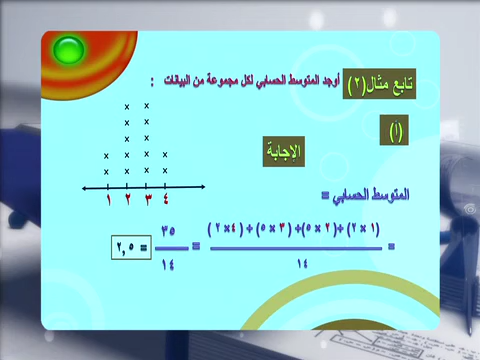 تابع مثال(٢) أوجد المتوسط الحسابي لكل مجموعة من البيانات :
(أ)
الإجابة
١ ٢ ٣ ٤
المتوسط الحسابي =
= (١ × ٢) +(٢ ×٥)+ (٣ ×٥) + (٤× ٢ ) = ٣٥ = ٢,٥
١٤ ١٤